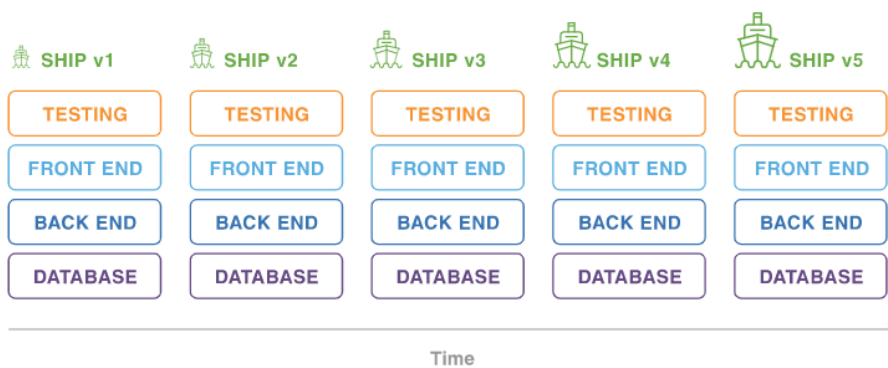 SHIP v1 SHIP v2 SHIP v3 SHIP v4 SHIP v5
TESTING TESTING TESTING TESTING TESTING
FRONT END FRONT END FRONT END FRONT END FRONT END
BACK END BACK END BACK END BACK END BACK END
DATABASE DATABASE DATABASE DATABASE DATABASE
Time